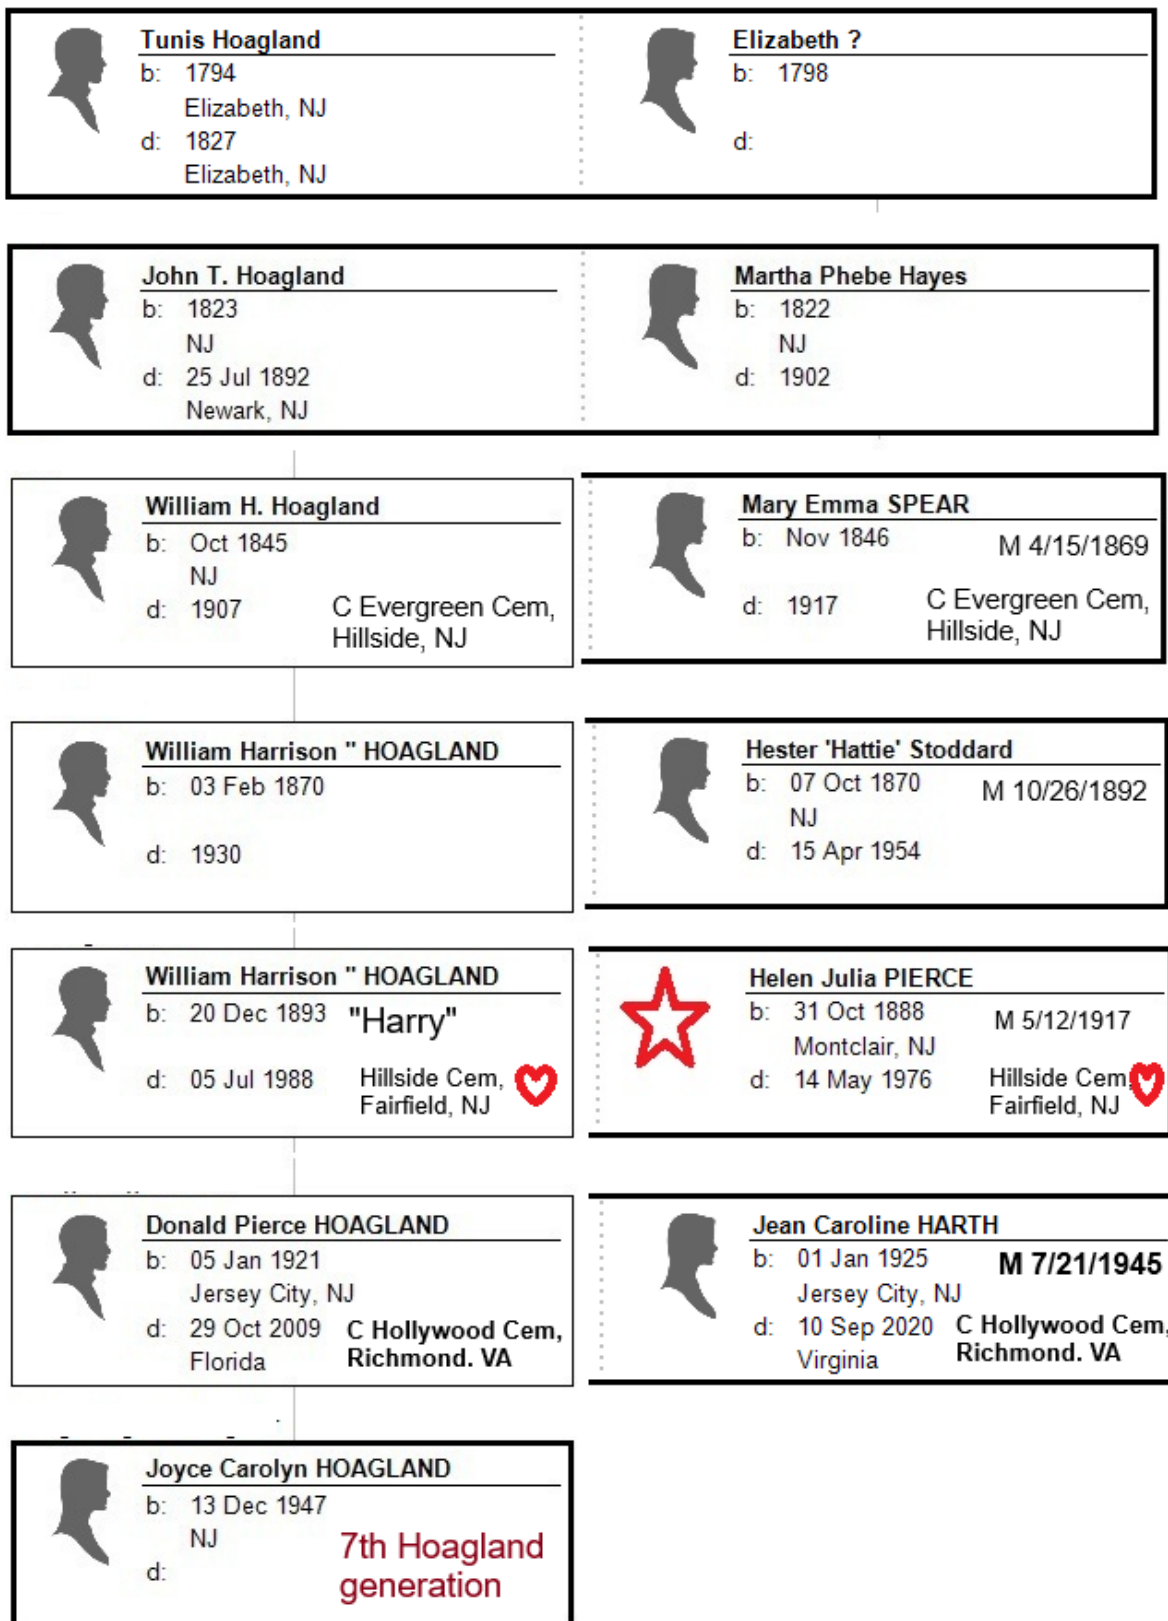 Tunis Hoagland
b: 1794
Elizabeth, NJ
d: 1827
Elizabeth, NJ
Elizabeth ?
b: 1798
d:
John T. Hoagland
b: 1823
NJ
d: 25 Jul 1892
Newark, NJ
Martha Phebe Hayes
b: 1822
NJ
d: 1902
William H. Hoagland
b: Oct 1845
NJ
d: 1907
C Evergreen Cem,
Hillside, NJ
Mary Emma SPEAR
b: Nov 1846
M 4/15/1869
d: 1917
C Evergreen Cem,
Hillside, NJ
William Harrison " HOAGLAND
b: 03 Feb 1870
d: 1930
Hester 'Hattie' Stoddard
b: 07 Oct 1870
M 10/26/1892
NJ
d: 15 Apr 1954
William Harrison " HOAGLAND
b: 20 Dec 1893 "Harry"
d: 05 Jul 1988
Hillside Cem,
Fairfield, NJ
Helen Julia PIERCE
b: 31 Oct 1888
M 5/12/1917
Montclair, NJ
d: 14 May 1976
Hillside Cem,
Fairfield, NJ
Donald Pierce HOAGLAND
b: 05 Jan 1921
Jersey City, NJ
d: 29 Oct 2009
Florida
C Hollywood Cem,
Richmond. VA
Jean Caroline HARTH
b: 01 Jan 1925
M 7/21/1945
Jersey City, NJ
d: 10 Sep 2020
Virginia
C Hollywood Cem,
Richmond. VA
Joyce Carolyn HOAGLAND
b: 13 Dec 1947
NJ
d:
7th Hoagland
generation